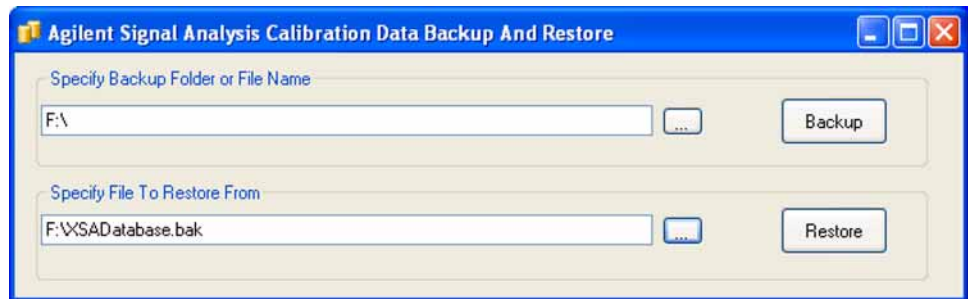 Agilent Signal Analysis Calibration Data Backup And Restore
Specify Backup Folder or File Name
F:\
...
Backup
Specify File To Restore From
F:\XSADatabase.bak
...
Restore